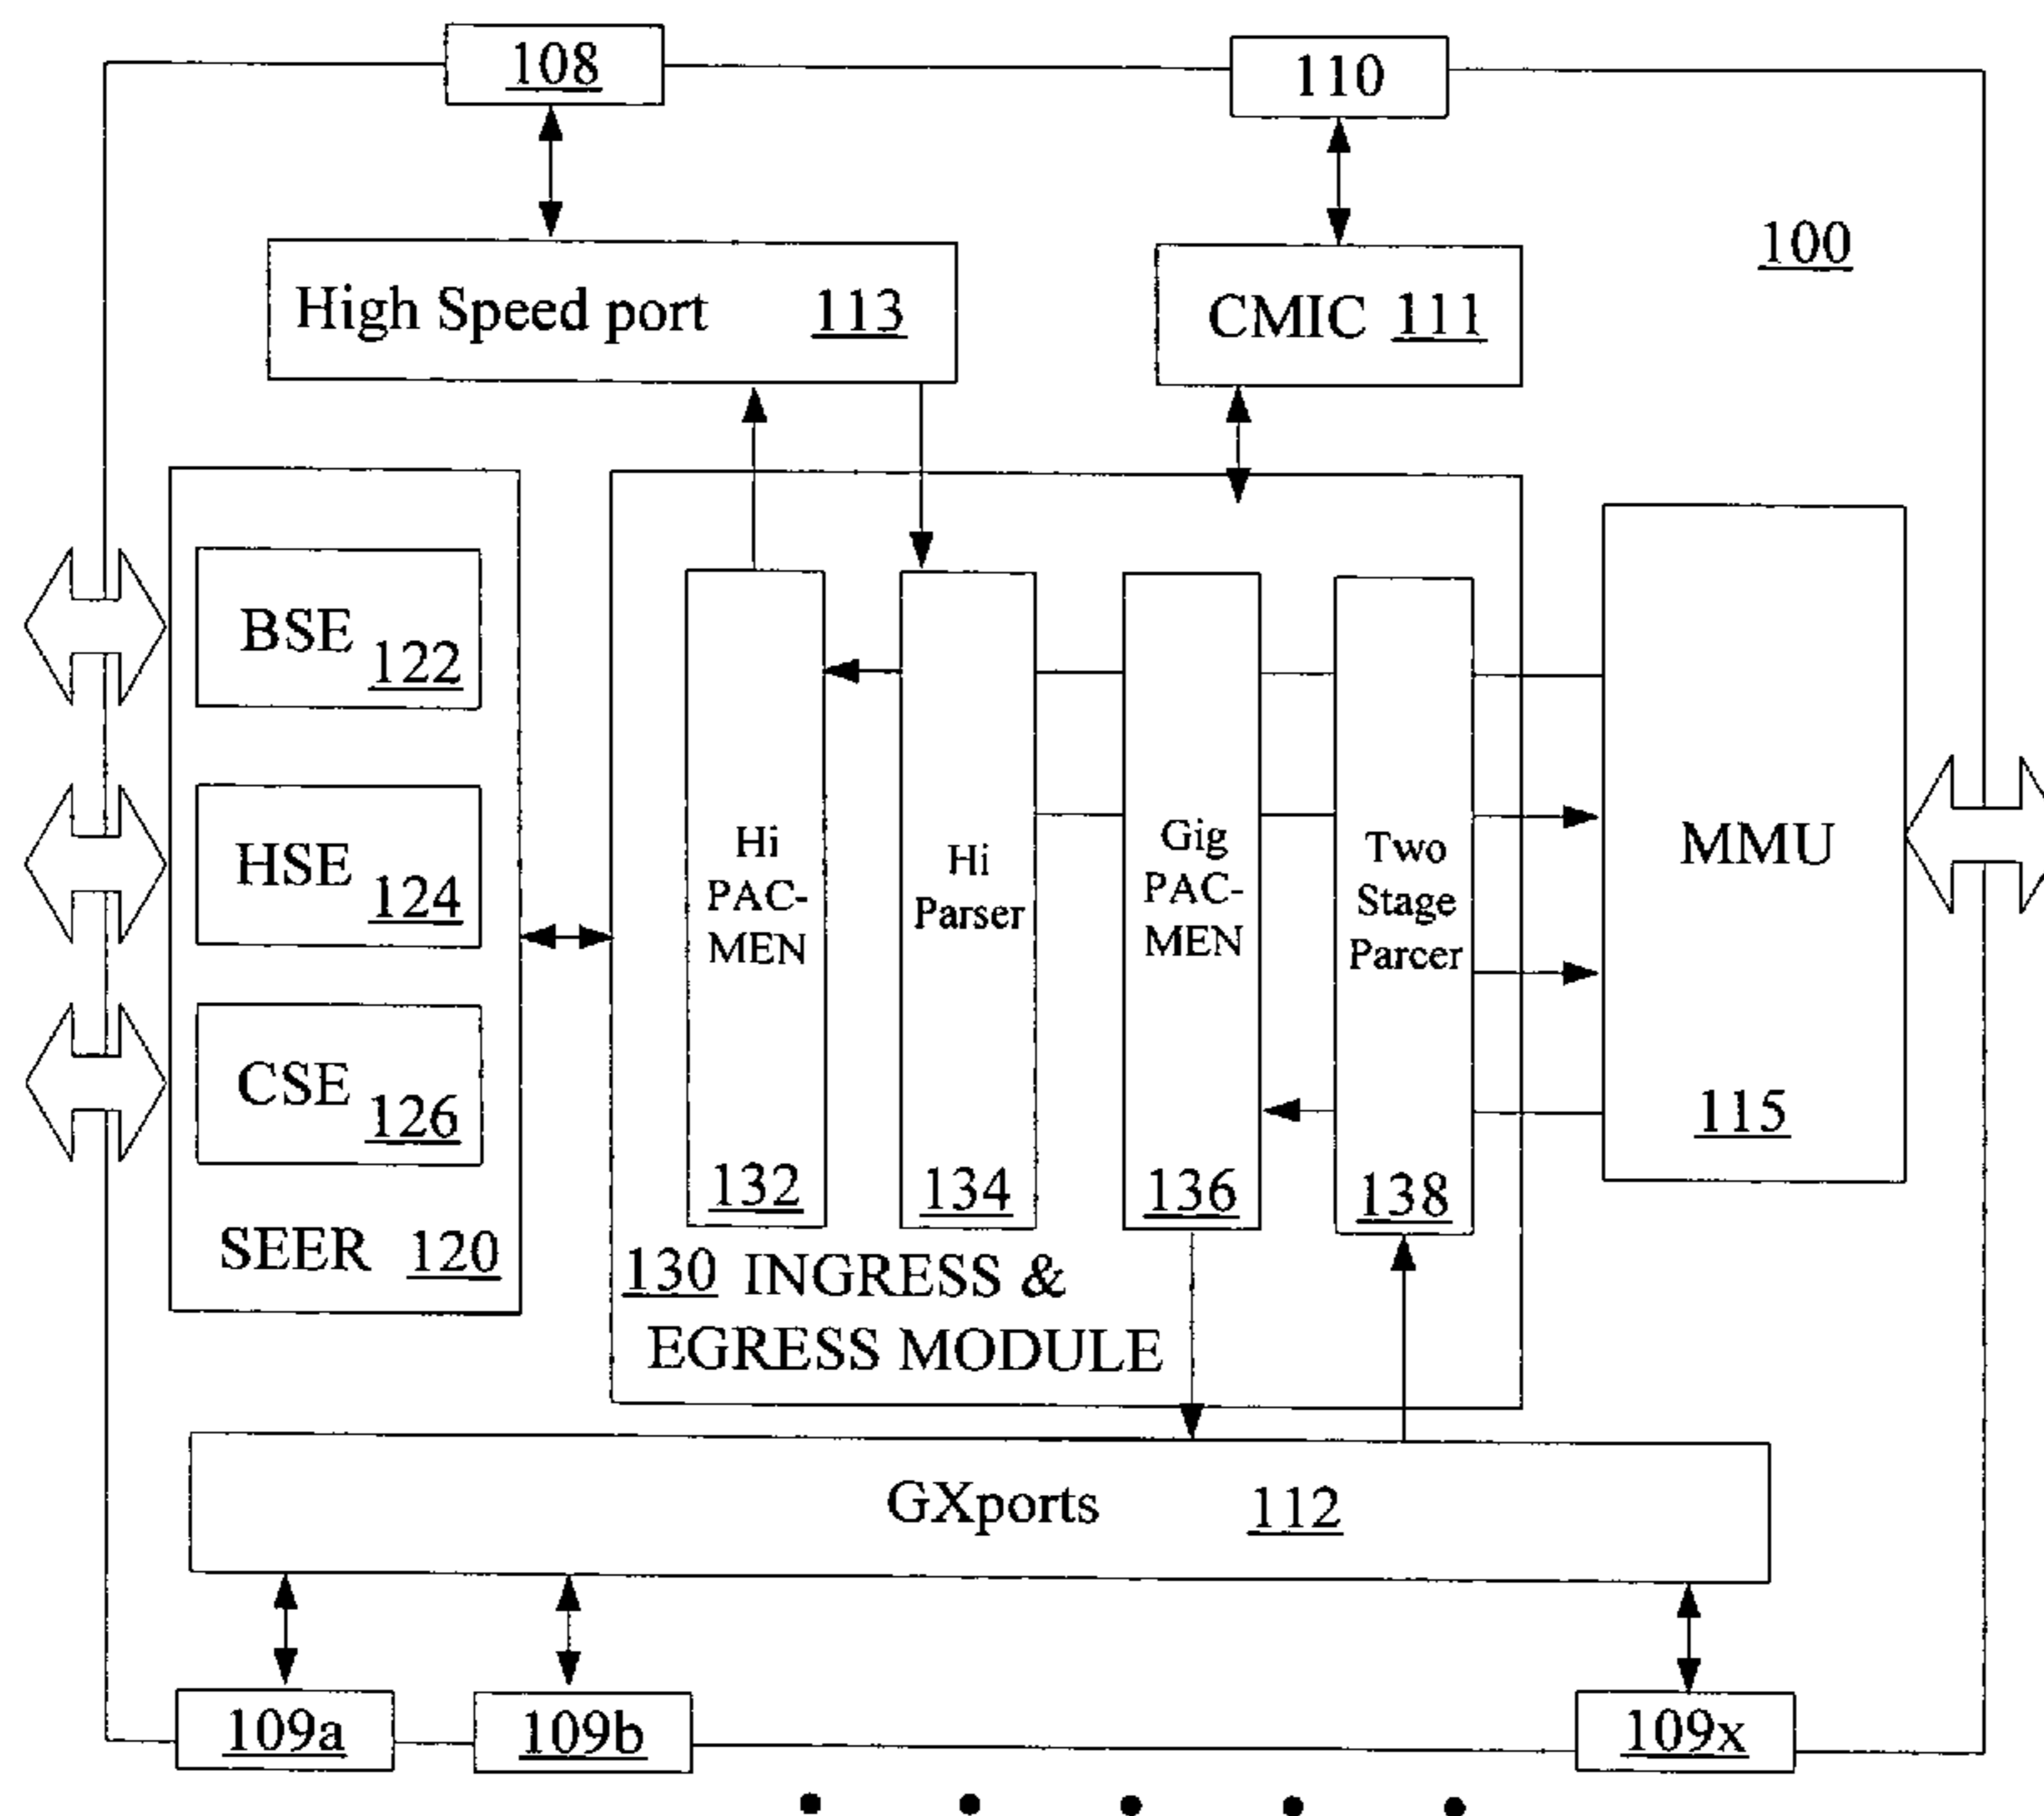 108
110
100
High Speed port 113
CMIC 111
BSE 122
HSE 124
CSE 126
SEER 120
Hi
PAC-
MEN
132
Hi
Parser
134
Gig
PAC-
MEN
136
Two
Stage
Parcer
138
MMU
115
130 INGRESS &
EGRESS MODULE
GXports 112
109a
109b
109x